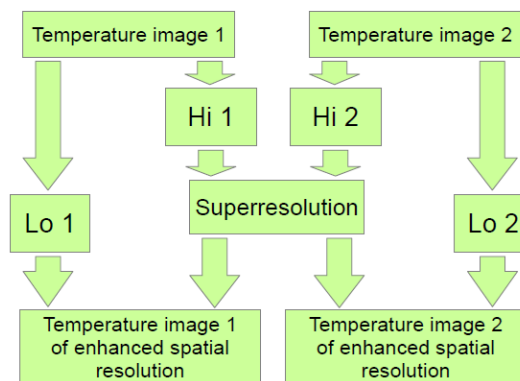 Temperature image 1
Temperature image 2
Hi 1
Hi 2
Superresolution
Lo 1
Lo 2
Temperature image 1
of enhanced spatial
resolution
Temperature image 2
of enhanced spatial
resolution